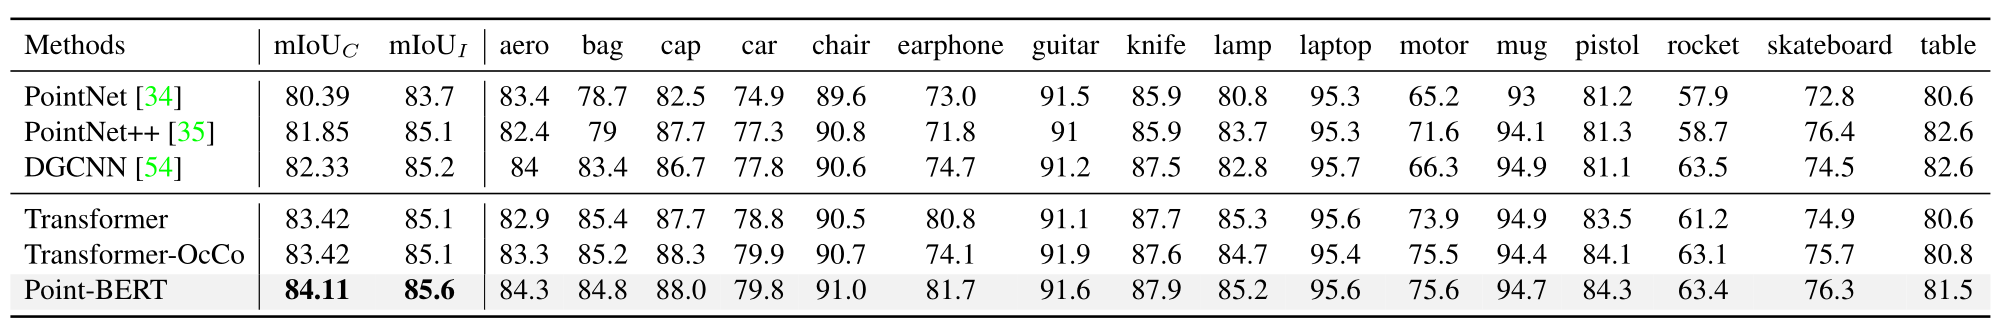 Methods mIoU_C mIoU_I aero bag cap car chair earphone guitar knife lamp laptop motor mug pistol rocket skateboard table
PointNet [34] 80.39 83.7 83.4 78.7 82.5 74.9 89.6 73.0 91.5 85.9 80.8 95.3 65.2 93 81.2 57.9 72.8 80.6
PointNet++ [35] 81.85 85.1 82.4 79 87.7 77.3 90.8 71.8 91 85.9 83.7 95.3 71.6 94.1 81.3 58.7 76.4 82.6
DGCNN [54] 82.33 85.2 84 83.4 86.7 77.8 90.6 74.7 91.2 87.5 82.8 95.7 66.3 94.9 81.1 63.5 74.5 82.6
Transformer 83.42 85.1 82.9 85.4 87.7 78.8 90.5 80.8 91.1 87.7 85.3 95.6 73.9 94.9 83.5 61.2 74.9 80.6
Transformer-OcCo 83.42 85.1 83.3 85.2 88.3 79.9 90.7 74.1 91.9 87.6 84.7 95.4 75.5 94.4 84.1 63.1 75.7 80.8
Point-BERT 84.11 85.6 84.3 84.8 88.0 79.8 91.0 81.7 91.6 87.9 85.2 95.6 75.6 94.7 84.3 63.4 76.3 81.5